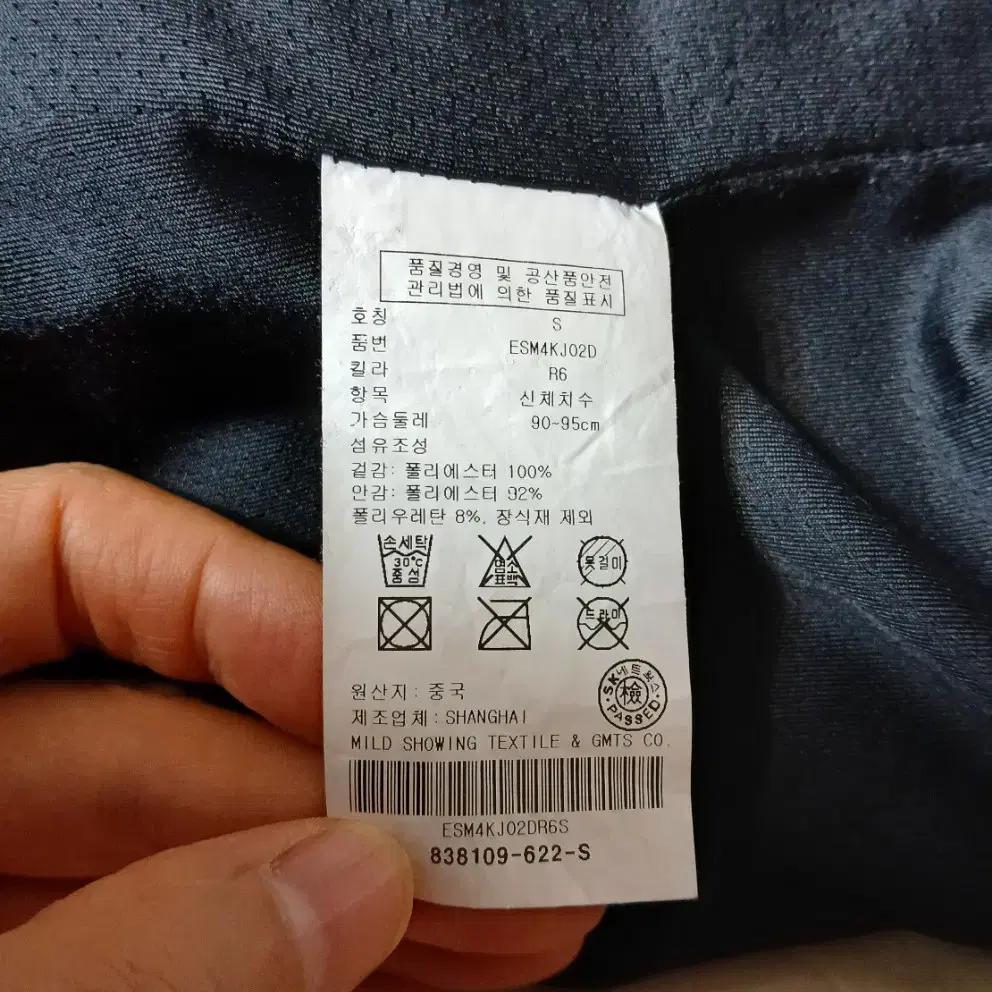 품질경영 및 공산품안전
관리법에 의한 품질표시
호칭 S
품번 ESM4KJ02D
킬라 R6
항목 신체치수
가슴둘레 90~95cm
섬유조성
겉감: 폴리에스터 100%
안감: 폴리에스터 92%
폴리우레탄 8%, 장식재 제외
손세탁
30°C
중성
염소
표백
옷걸이
드라이
원산지: 중국
제조업체: SHANGHAI
MILD SHOWING TEXTILE & GMTS CO.
SK네트웍스
檢
PASSED
ESM4KJ02DR6S
838109-622-S